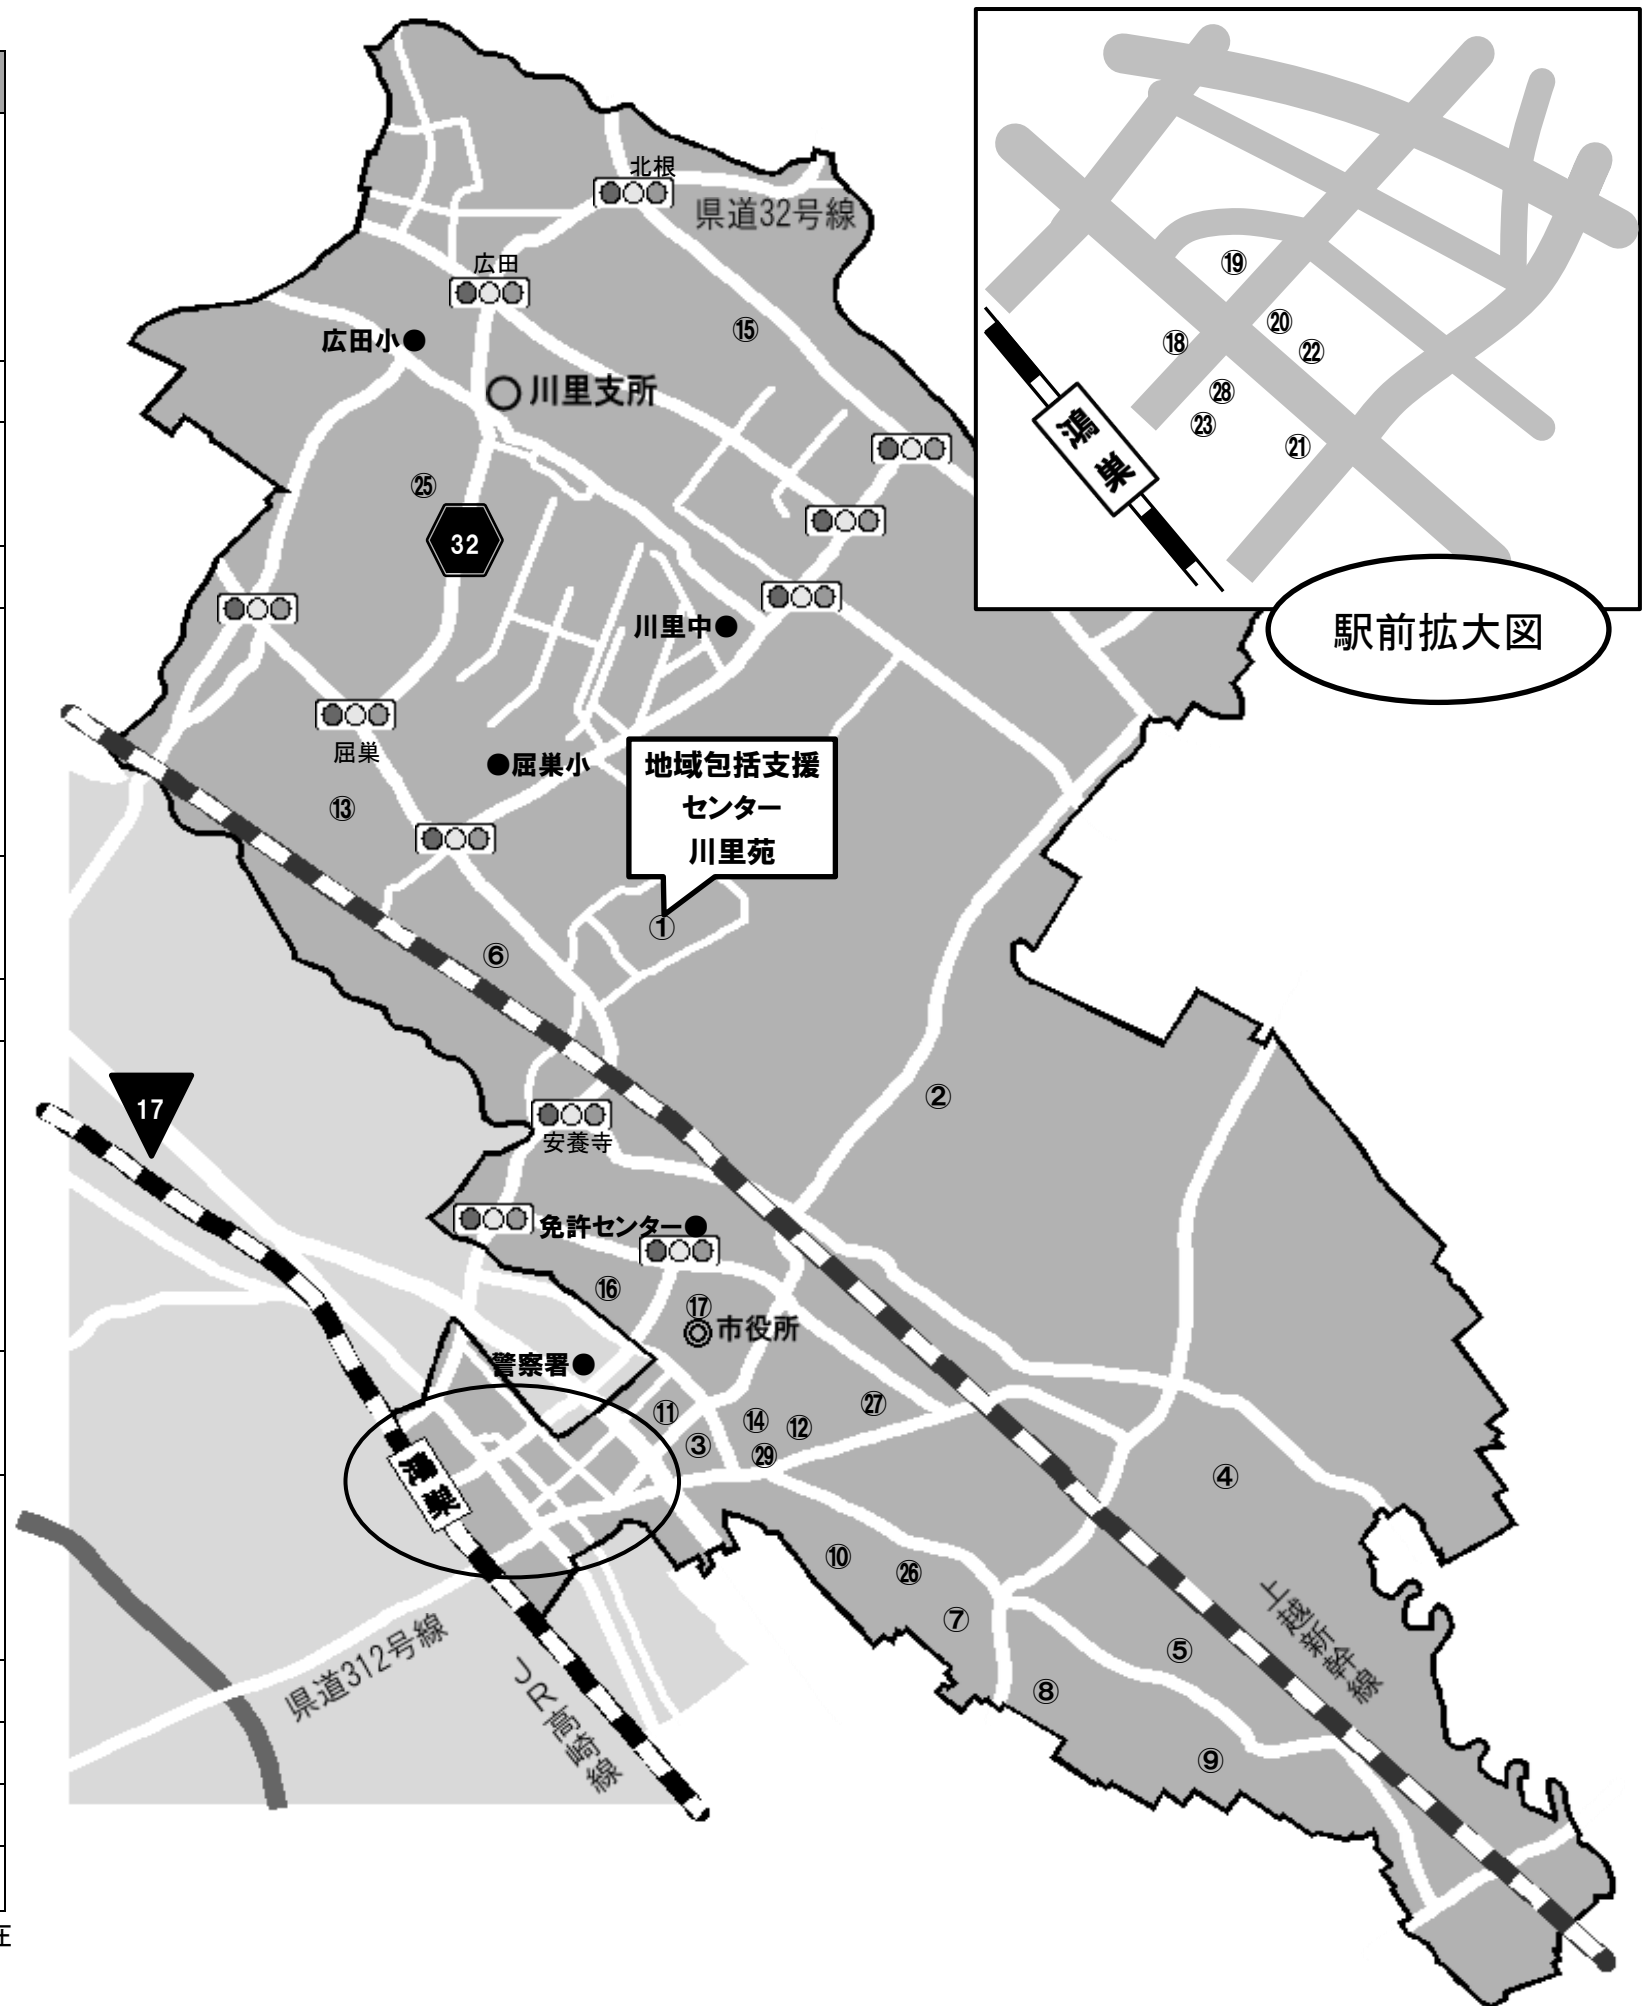 北根
県道32号線
広田
広田小●
⑮
○川里支所
㉕
32
川里中●
屈巣
●屈巣小
⑬
地域包括支援
センター
川里苑
①
⑥
②
17
安養寺
免許センター●
⑯
⑰
◎市役所
警察署●
⑪
③
⑭
⑫
㉗
㉙
④
鴻巣
⑩
㉖
⑦
⑤
⑧
⑨
県道312号線
JR高崎線
上越新幹線
⑲
⑳
⑱
㉒
㉘
㉓
㉑
鴻巣
駅前拡大図